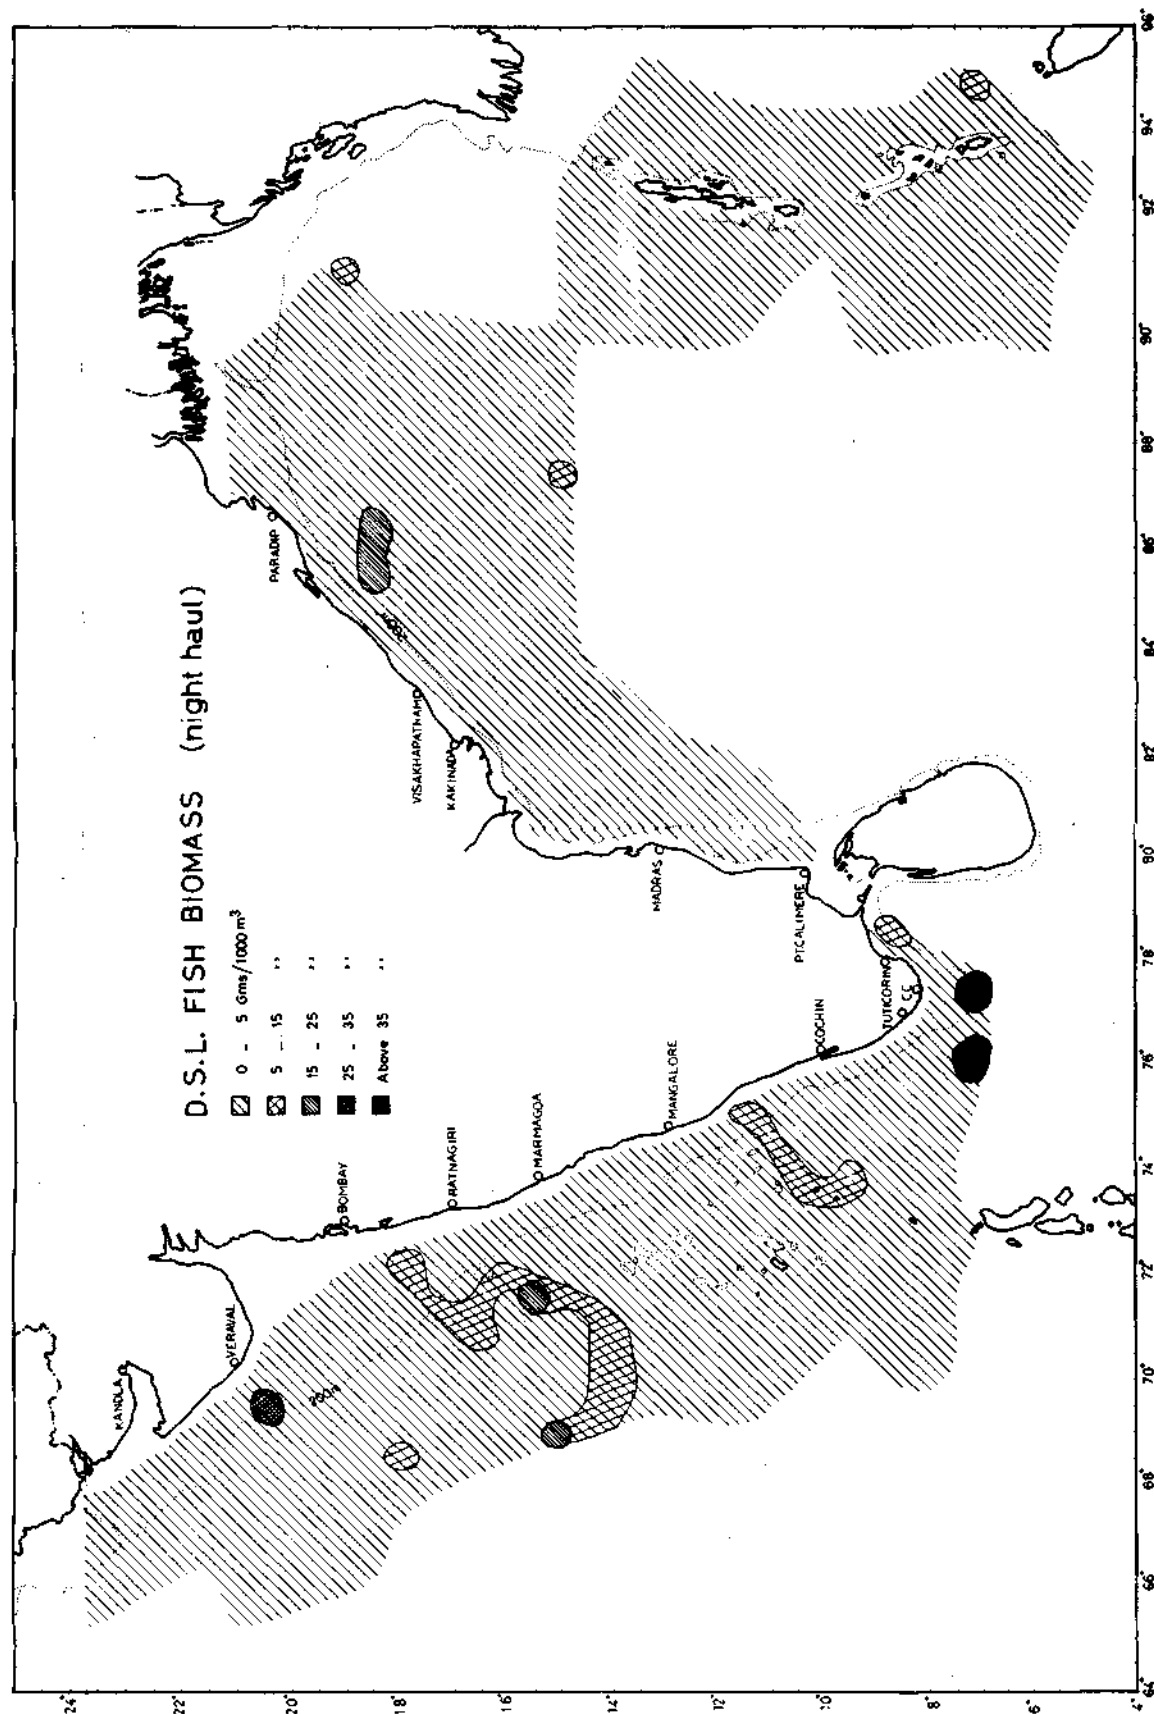 D.S.L. FISH BIOMASS (night haul)
0 - 5 Gms/1000 m³
5 - 15 ,,
15 - 25 ,,
25 - 35 ,,
Above 35 ,,
KANDLA
VERAVAL
BOMBAY
RATNAGIRI
MARMAGOA
MANGALORE
COCHIN
TUTICORIN
C.C
PT.CALIMERE
MADRAS
KAKINADA
VISAKHAPATNAM
PARADIP
200m
200m
24°
22°
20°
18°
16°
14°
12°
10°
8°
6°
4°
64°
66°
68°
70°
72°
74°
76°
78°
80°
82°
84°
86°
88°
90°
92°
94°
96°